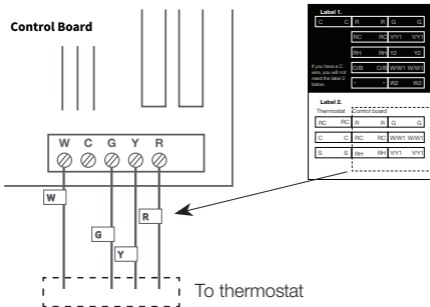 Control Board
W C G Y R
W
G
Y
R
To thermostat
Label 1.
C C R R G G
RC RC Y/Y1 Y/Y1
RH RH Y2 Y2
If you have a C
wire, you will not
need the label 2
below.
O/B O/B W/W1 W/W1
* * W2 W2
Label 2.
Thermostat Control board
RC RC R R G G
C C RC RC W/W1 W/W1
S S RH RH Y/Y1 Y/Y1